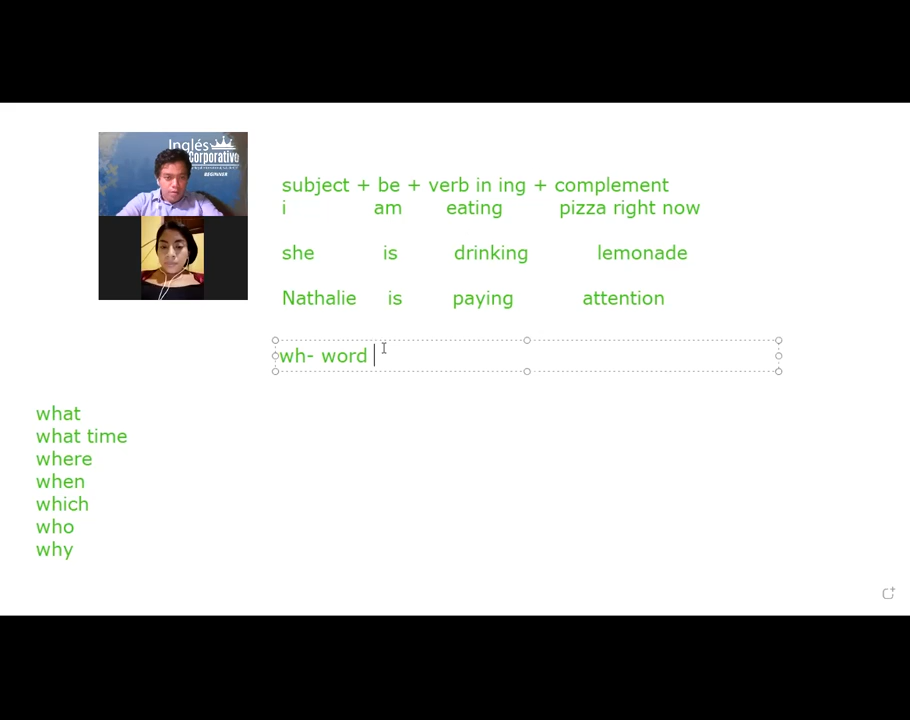 Inglés
Corporativo
BEGINNER
subject + be + verb in ing + complement
i am eating pizza right now
she is drinking lemonade
Nathalie is paying attention
wh- word
what
what time
where
when
which
who
why